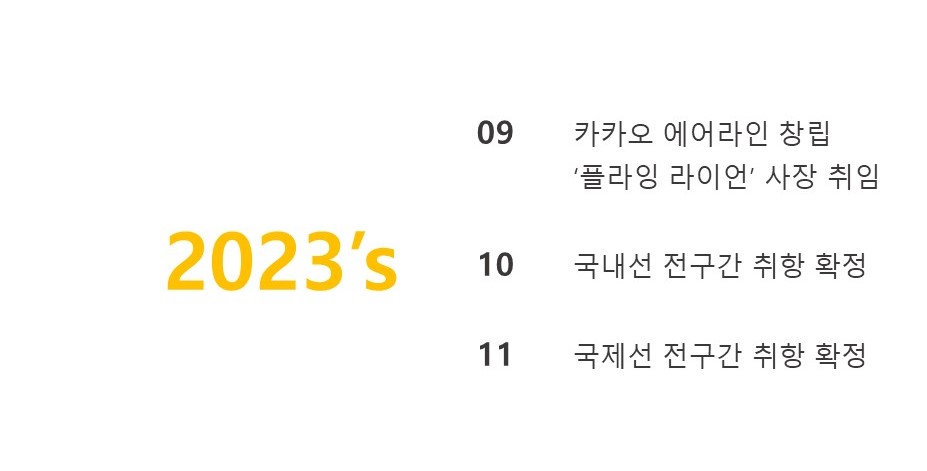 2023’s
09 카카오 에어라인 창립
‘플라잉 라이언’ 사장 취임
10 국내선 전구간 취항 확정
11 국제선 전구간 취항 확정